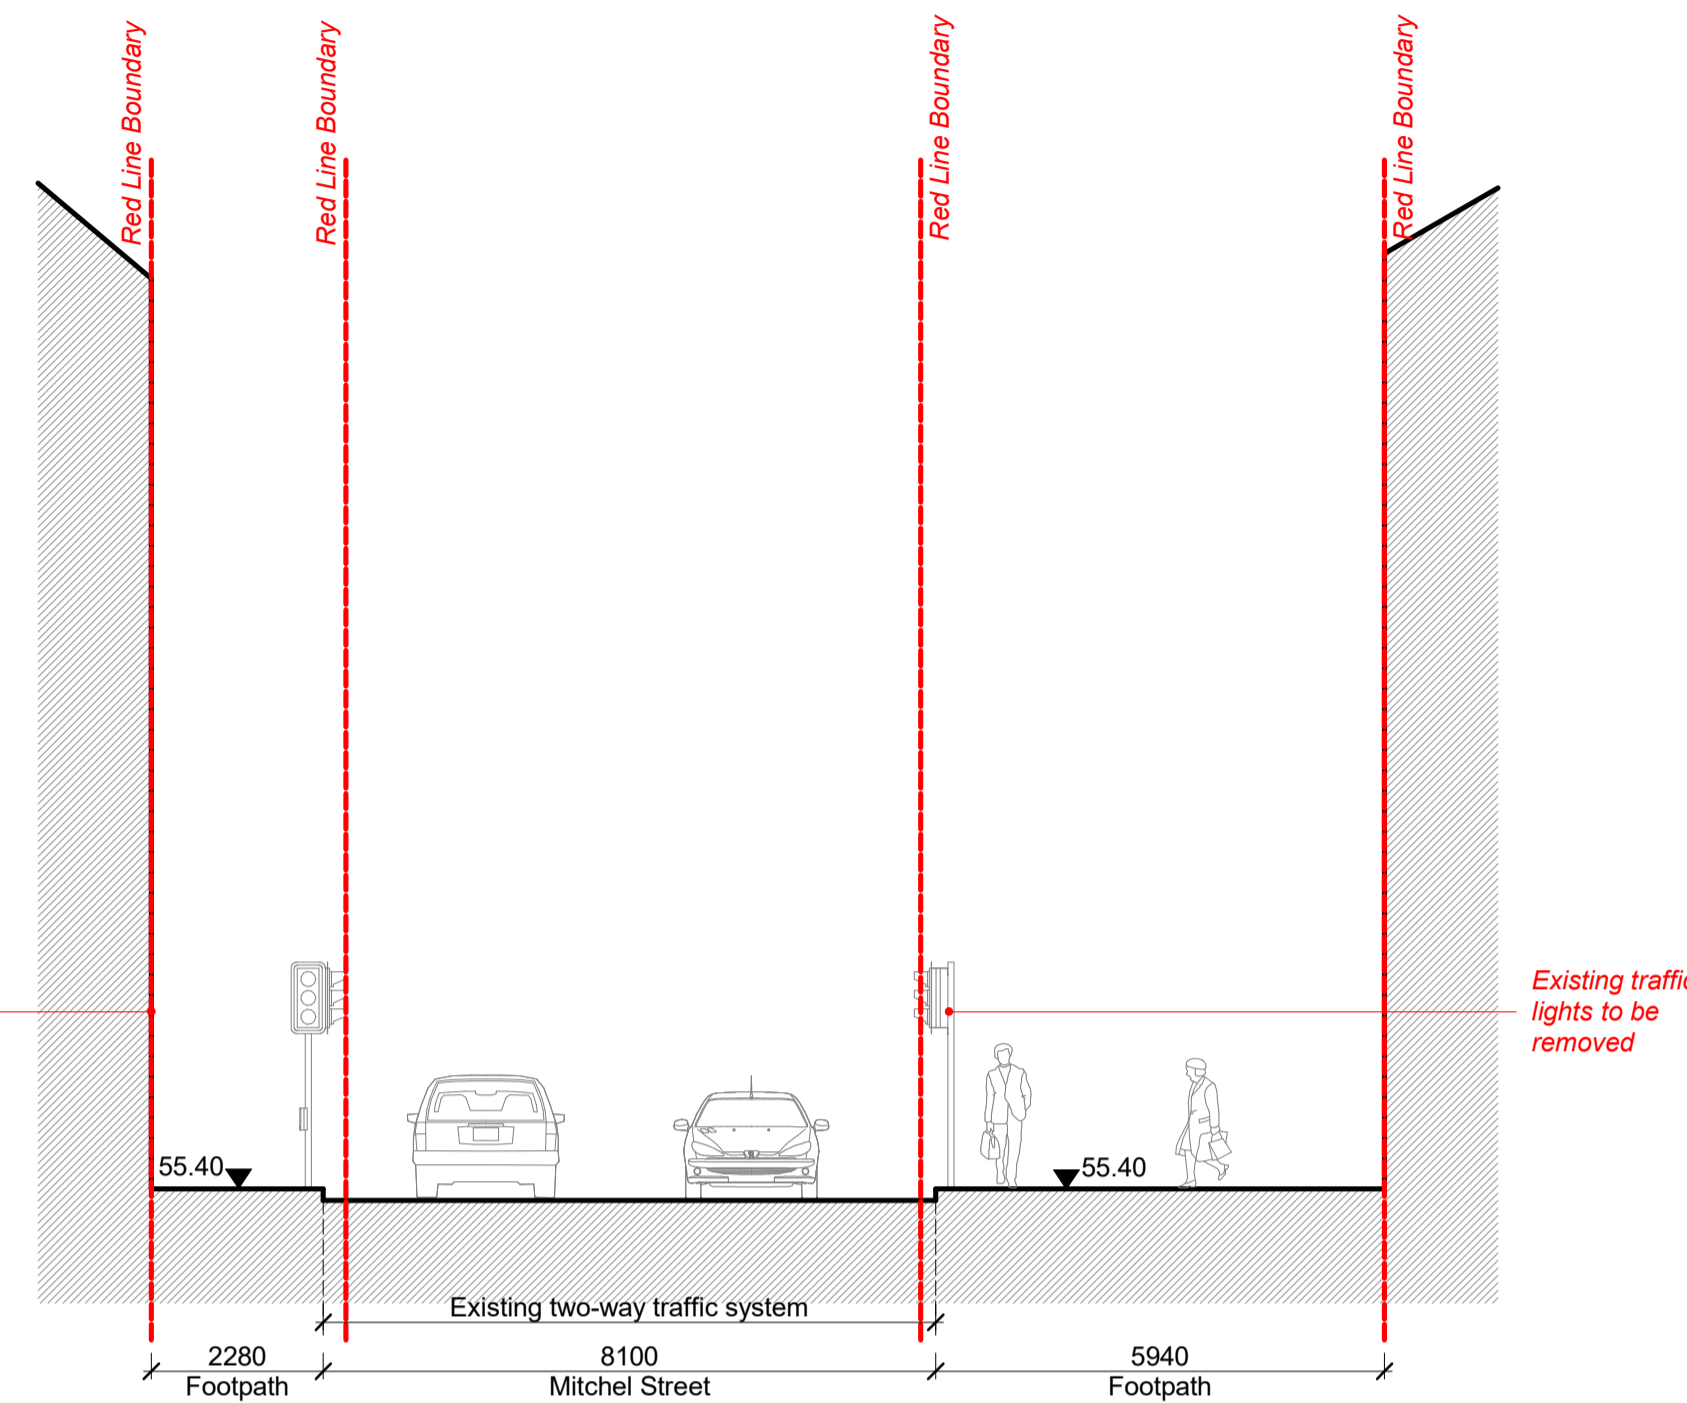 Red Line Boundary
Red Line Boundary
Red Line Boundary
Red Line Boundary
Existing traffic
lights to be
removed
55.40
55.40
Existing two-way traffic system
2280
8100
5940
Footpath
Mitchel Street
Footpath